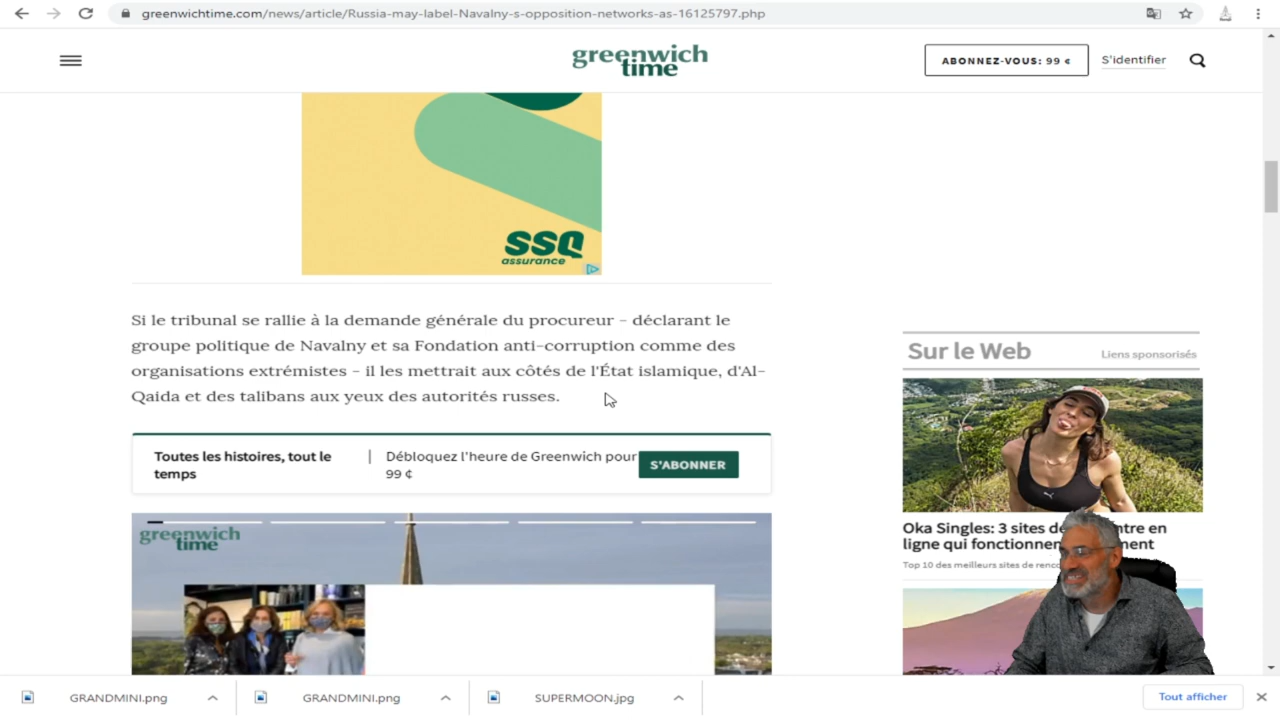 greenwichtime.com/news/article/Russia-may-label-Navalny-s-opposition-networks-as-16125797.php
greenwich
time
ABONNEZ-VOUS: 99 ¢
S'identifier
SSQ
assurance
Si le tribunal se rallie à la demande générale du procureur – déclarant le
groupe politique de Navalny et sa Fondation anti-corruption comme des
organisations extrémistes – il les mettrait aux côtés de l'État islamique, d'Al-
Qaida et des talibans aux yeux des autorités russes.
Sur le Web
Liens sponsorisés
Toutes les histoires, tout le
temps
Débloquez l'heure de Greenwich pour
99 ¢
S'ABONNER
greenwich
time
Oka Singles: 3 sites de
en
ligne qui
Top 10 des meilleurs sites de
GRANDMINI.png
GRANDMINI.png
SUPERMOON.jpg
Tout afficher